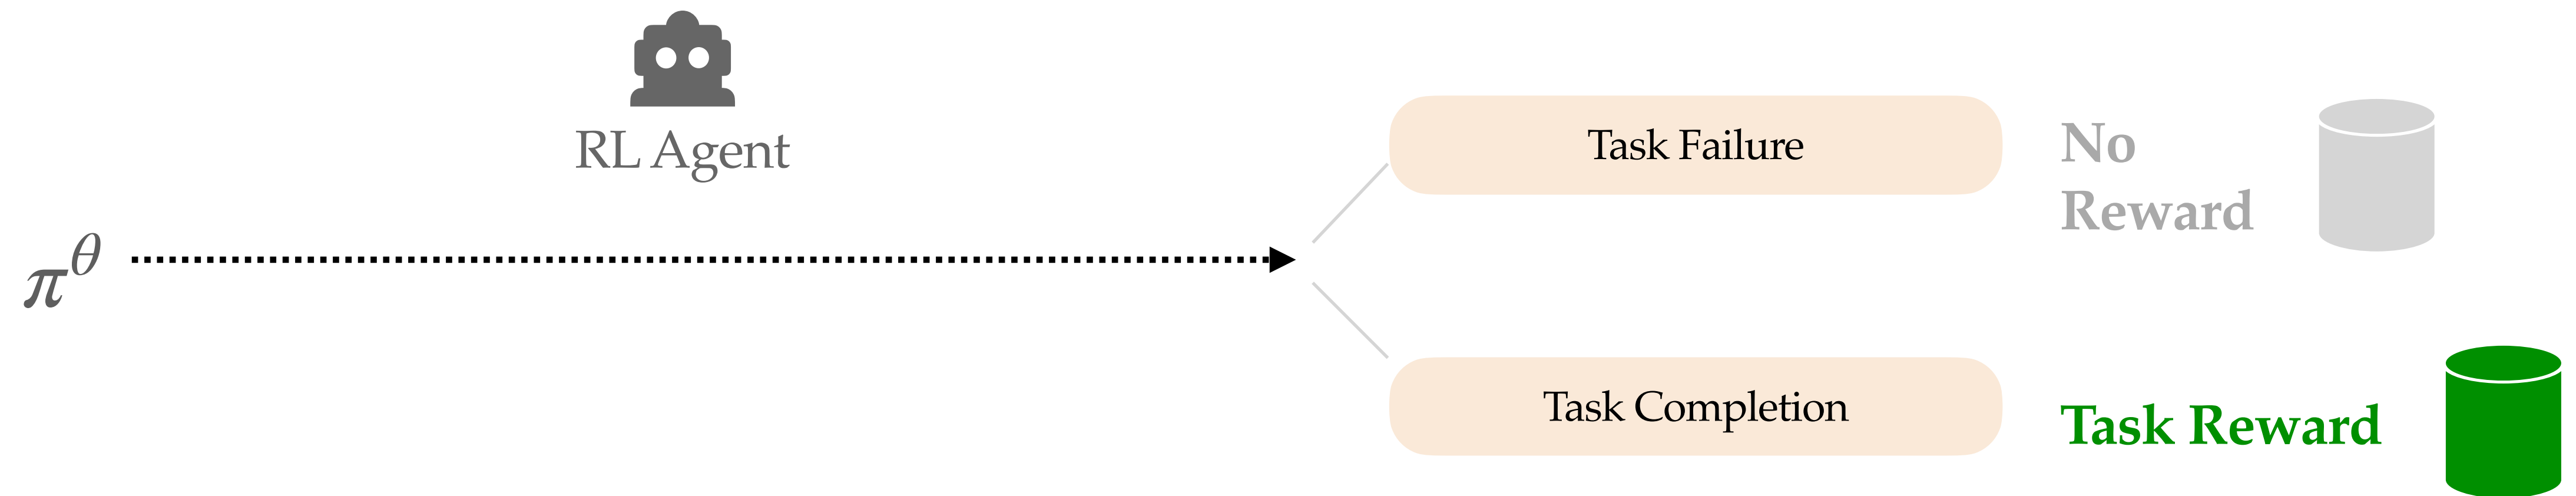 RL Agent
π^θ
Task Failure
No
Reward
Task Completion
Task Reward